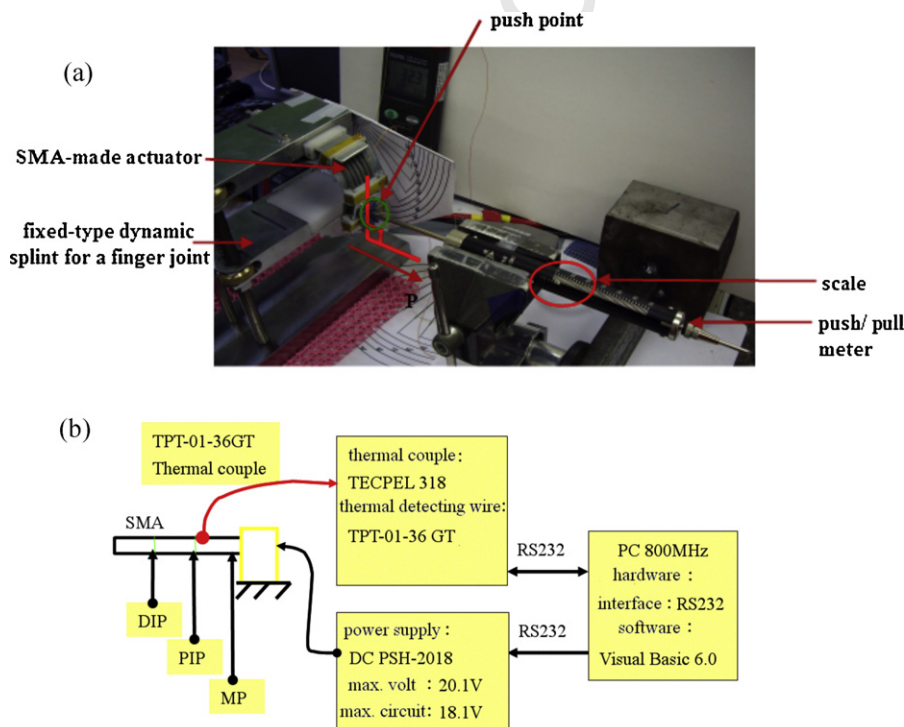 push point
(a)
SMA-made actuator
fixed-type dynamic
splint for a finger joint
P
scale
push/ pull
meter
(b)
TPT-01-36GT
Thermal couple
thermal couple:
TECPEL 318
thermal detecting wire:
TPT-01-36 GT
SMA
RS232
PC 800MHz
hardware :
interface : RS232
software :
Visual Basic 6.0
DIP
PIP
MP
power supply :
DC PSH-2018
max. volt : 20.1V
max. circuit: 18.1V
RS232